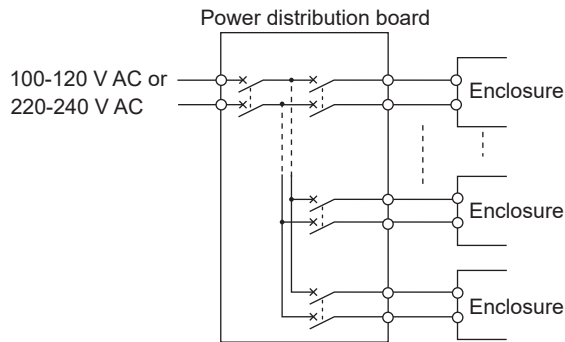 Power distribution board
100-120 V AC or
220-240 V AC
Enclosure
Enclosure
Enclosure